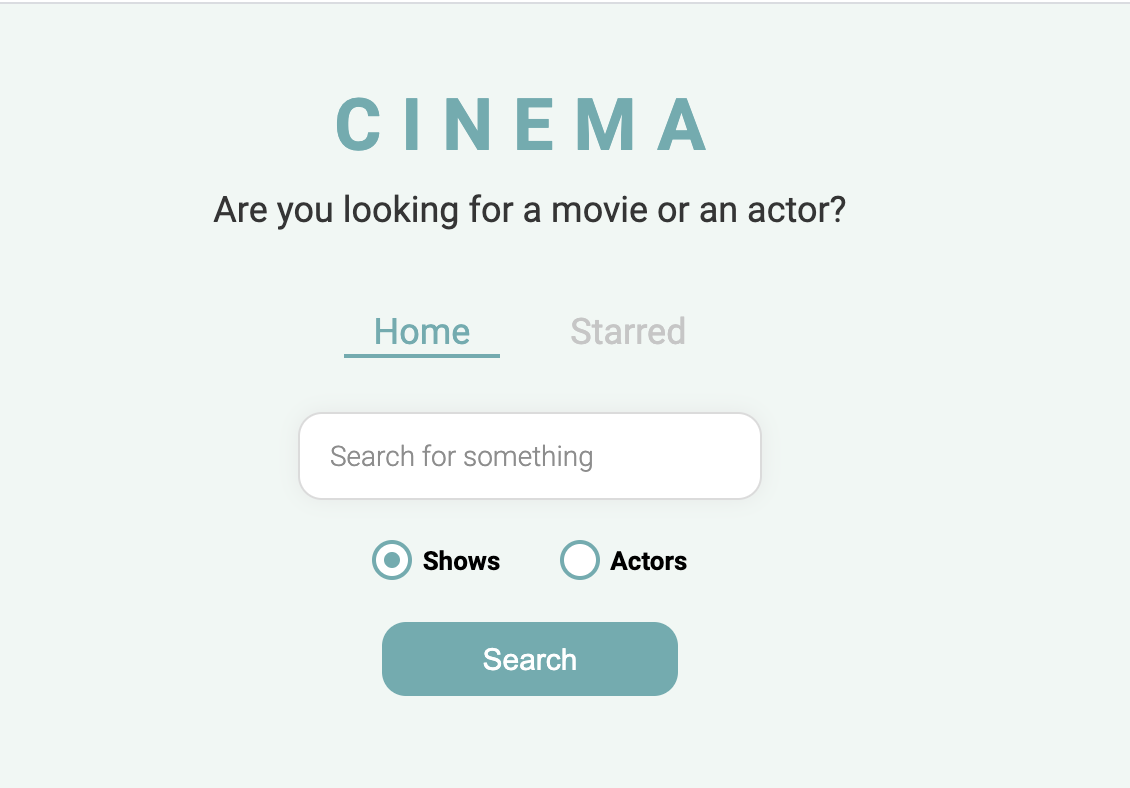 CINEMA
Are you looking for a movie or an actor?
Home Starred
Search for something
Shows Actors
Search